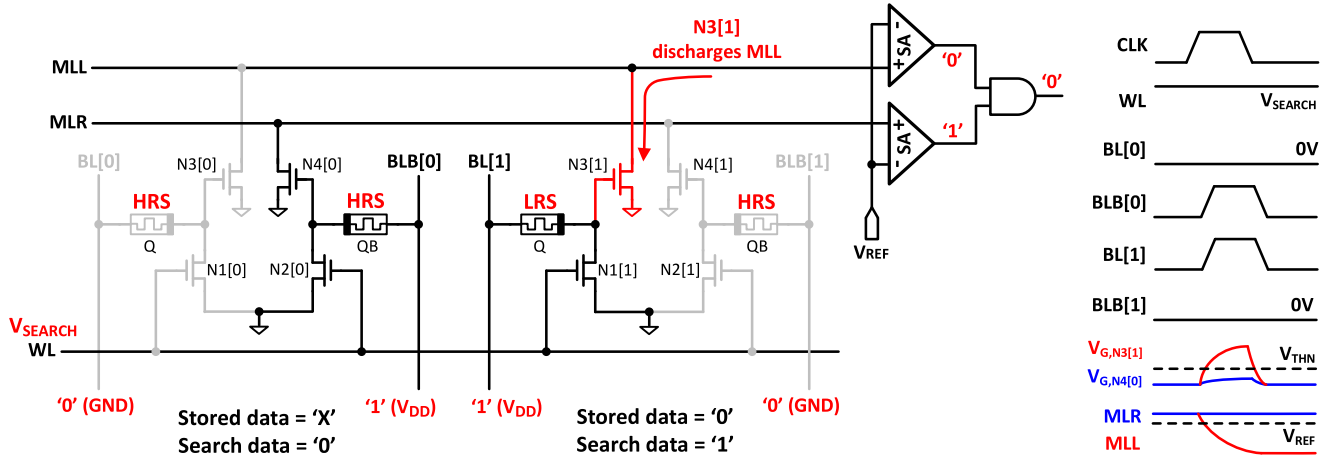 N3[1]
discharges MLL
MLL
MLR
-
SA
+
'0'
+
SA
-
'1'
'0'
VREF
BL[0]
N3[0]
N4[0]
BLB[0]
BL[1]
N3[1]
N4[1]
BLB[1]
HRS
Q
HRS
QB
LRS
Q
HRS
QB
N1[0]
N2[0]
N1[1]
N2[1]
VSEARCH
WL
'0' (GND)
'1' (VDD)
'1' (VDD)
'0' (GND)
Stored data = 'X'
Search data = '0'
Stored data = '0'
Search data = '1'
CLK
WL
VSEARCH
BL[0]
0V
BLB[0]
BL[1]
BLB[1]
0V
VG,N3[1]
VTHN
VG,N4[0]
MLR
VREF
MLL